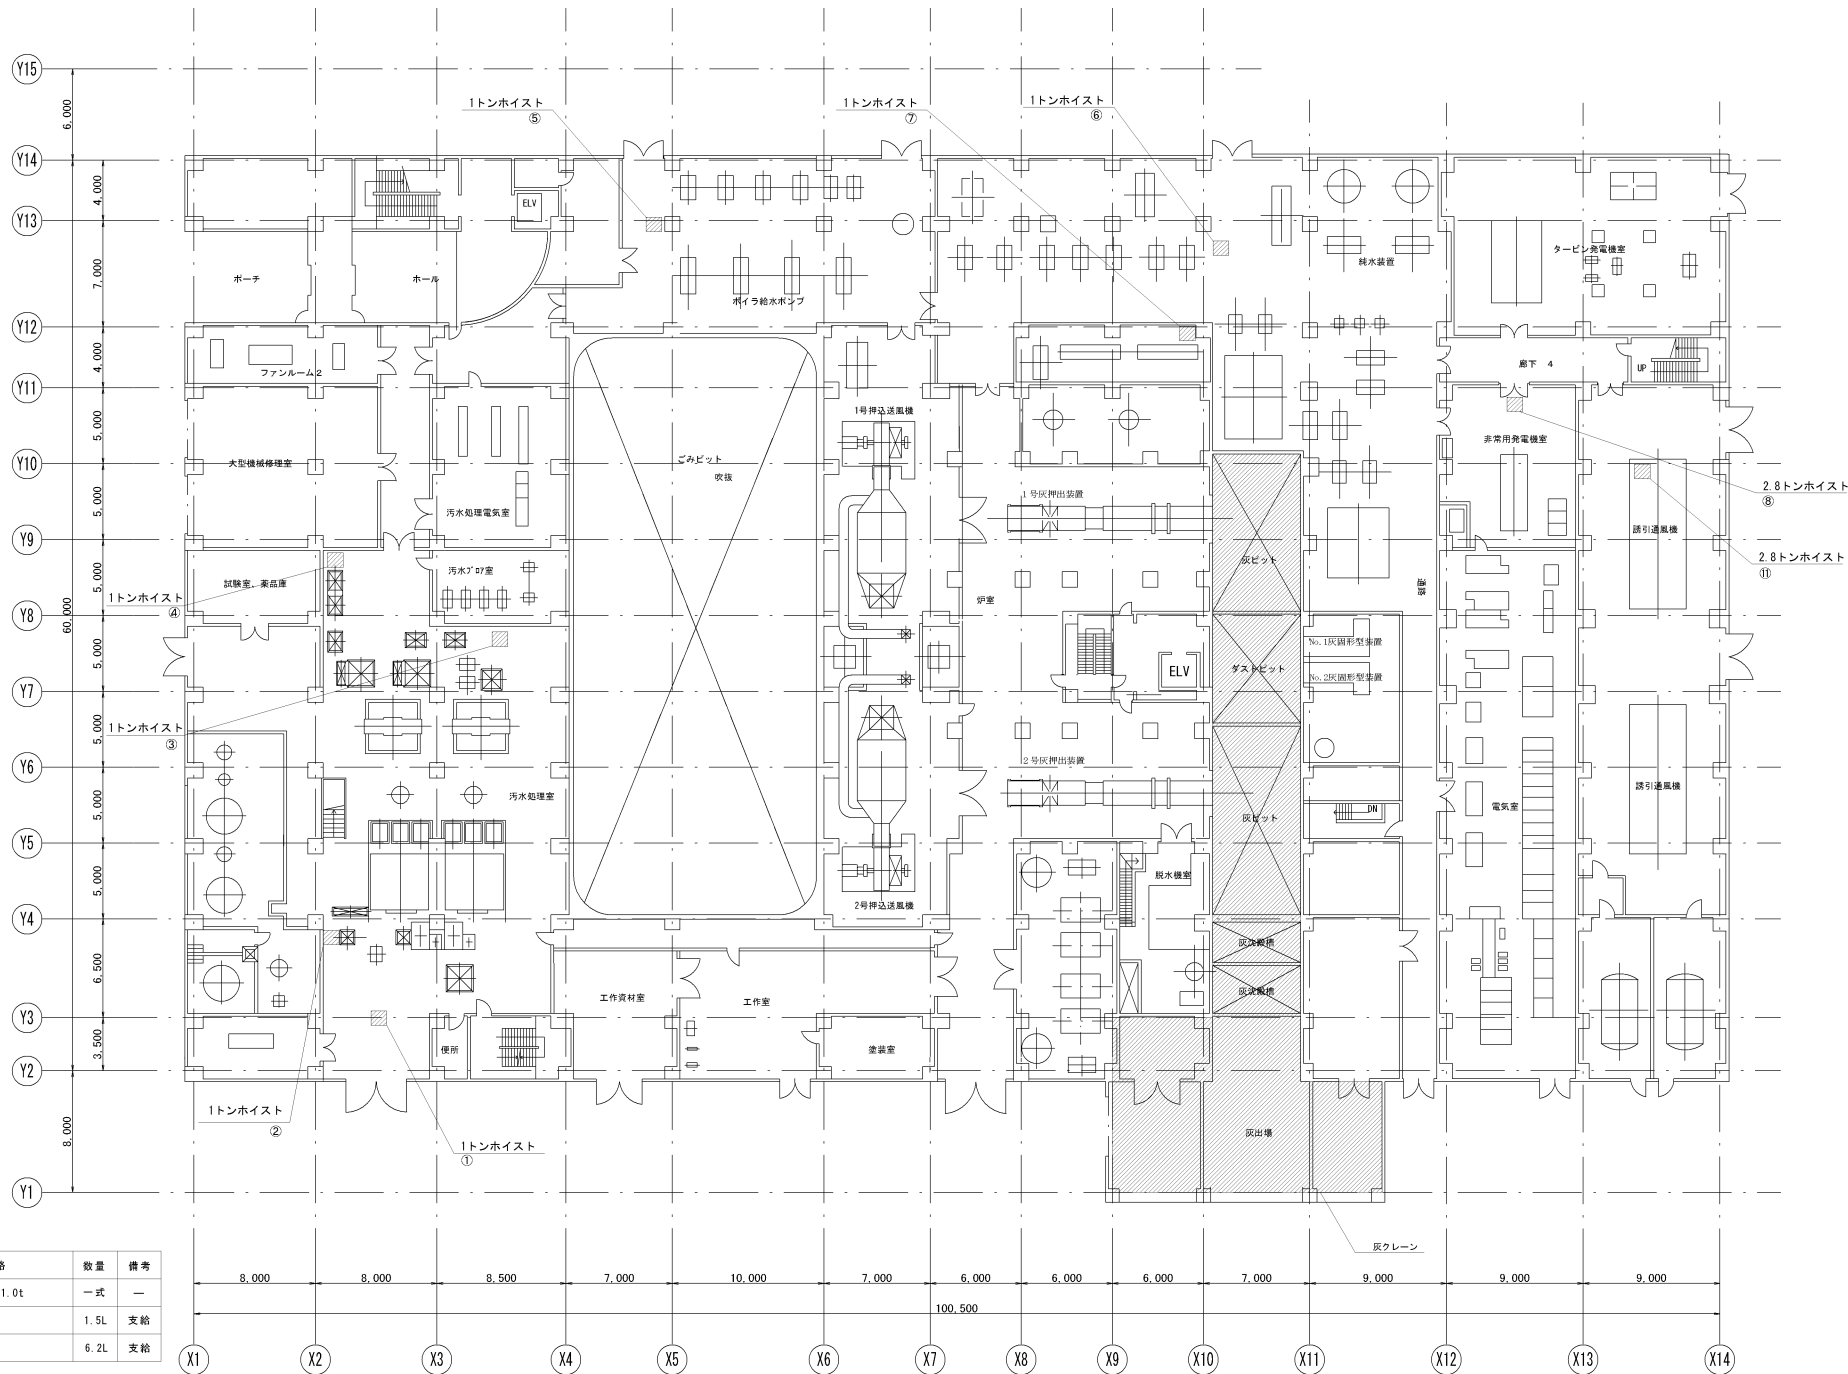 Y15
6,000
1トンホイスト
⑤
1トンホイスト
⑦
1トンホイスト
⑥
Y14
4,000
ELV
Y13
タービン発電機室
純水装置
7,000
ポーチ
ホール
ボイラ給水ポンプ
Y12
4,000
ファンルーム2
廊下 4
UP
Y11
1号押込送風機
5,000
非常用発電機室
大型機械修理室
ごみピット
吹抜
Y10
2.8トンホイスト
⑧
1号灰押出装置
5,000
汚水処理電気室
誘引通風機
Y9
2.8トンホイスト
⑪
灰ピット
汚水ブロワ室
試験室、薬品庫
通路
5,000
1トンホイスト
④
炉室
Y8
60,000
No.1灰固形型装置
5,000
ELV
ダストピット
No.2灰固形型装置
Y7
1トンホイスト
③
5,000
2号灰押出装置
Y6
誘引通風機
汚水処理室
電気室
DN
5,000
灰ピット
Y5
脱水機室
5,000
2号押込送風機
Y4
灰沈殿槽
6,500
灰沈殿槽
工作資材室
工作室
Y3
便所
塗装室
3,500
Y2
1トンホイスト
②
8,000
灰出場
1トンホイスト
①
Y1
灰クレーン
格
数量
備考
1.0t
一式
―
1.5L
支給
6.2L
支給
8,000
8,000
8,500
7,000
10,000
7,000
6,000
6,000
6,000
7,000
9,000
9,000
9,000
100,500
X1
X2
X3
X4
X5
X6
X7
X8
X9
X10
X11
X12
X13
X14